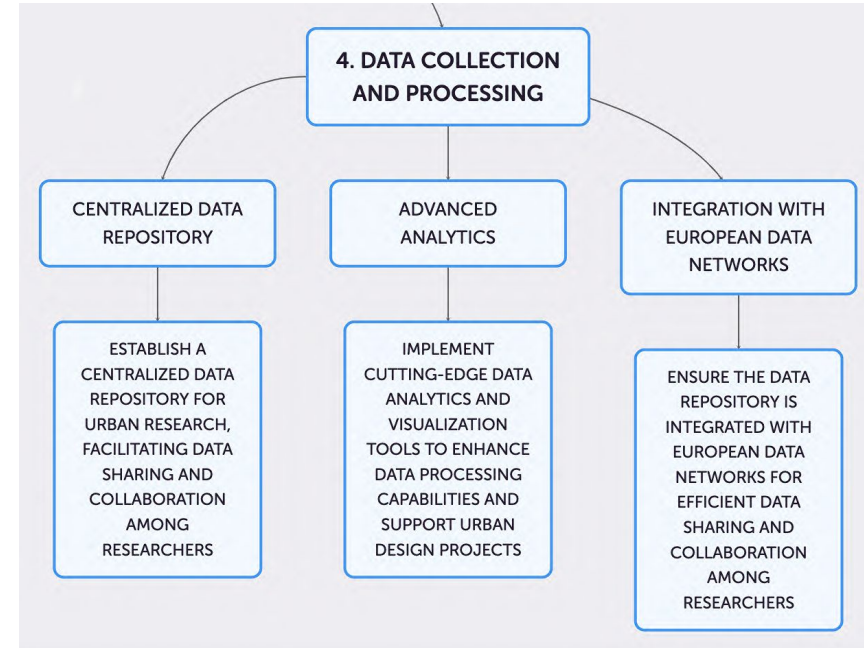 4. DATA COLLECTION
AND PROCESSING
CENTRALIZED DATA
REPOSITORY
ADVANCED
ANALYTICS
INTEGRATION WITH
EUROPEAN DATA
NETWORKS
ESTABLISH A
CENTRALIZED DATA
REPOSITORY FOR
URBAN RESEARCH,
FACILITATING DATA
SHARING AND
COLLABORATION
AMONG
RESEARCHERS
IMPLEMENT
CUTTING-EDGE DATA
ANALYTICS AND
VISUALIZATION
TOOLS TO ENHANCE
DATA PROCESSING
CAPABILITIES AND
SUPPORT URBAN
DESIGN PROJECTS
ENSURE THE DATA
REPOSITORY IS
INTEGRATED WITH
EUROPEAN DATA
NETWORKS FOR
EFFICIENT DATA
SHARING AND
COLLABORATION
AMONG
RESEARCHERS